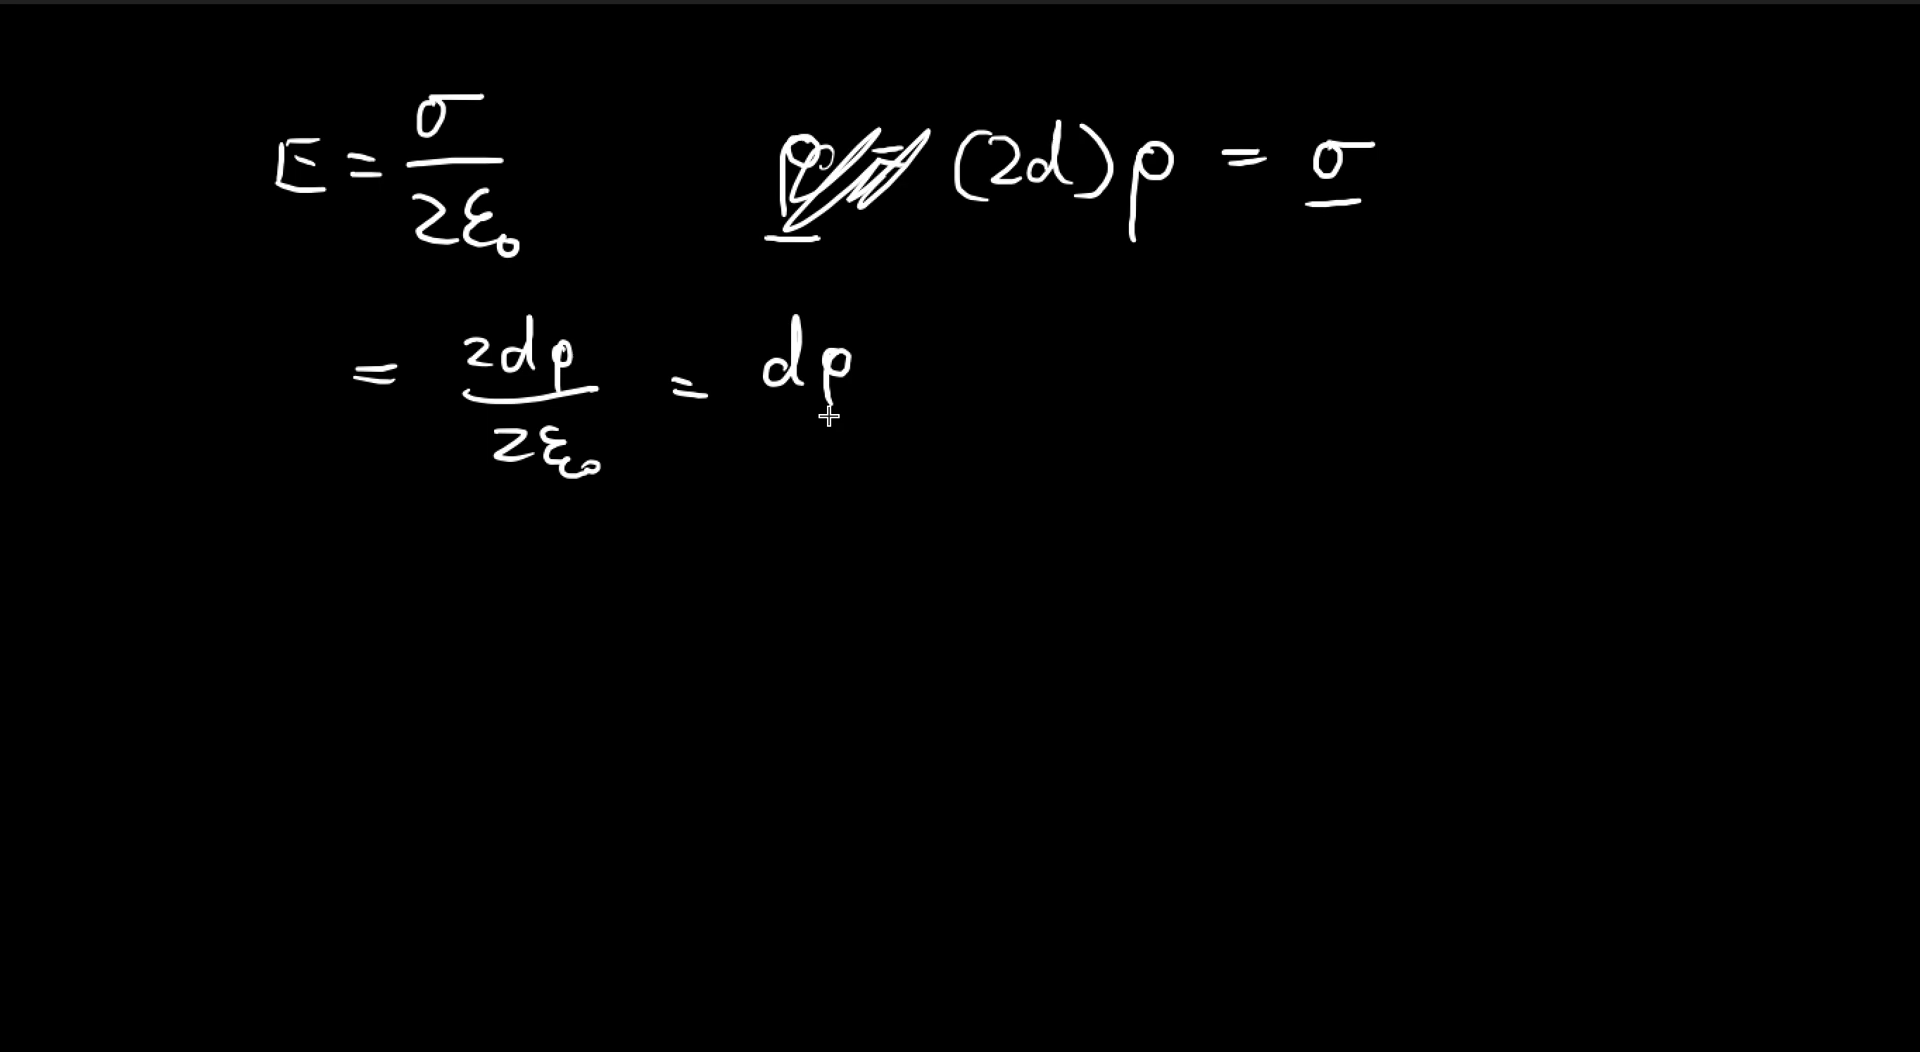 E = σ/2ε₀ (2d)ρ = σ
= 2dρ/2ε₀ = dρ